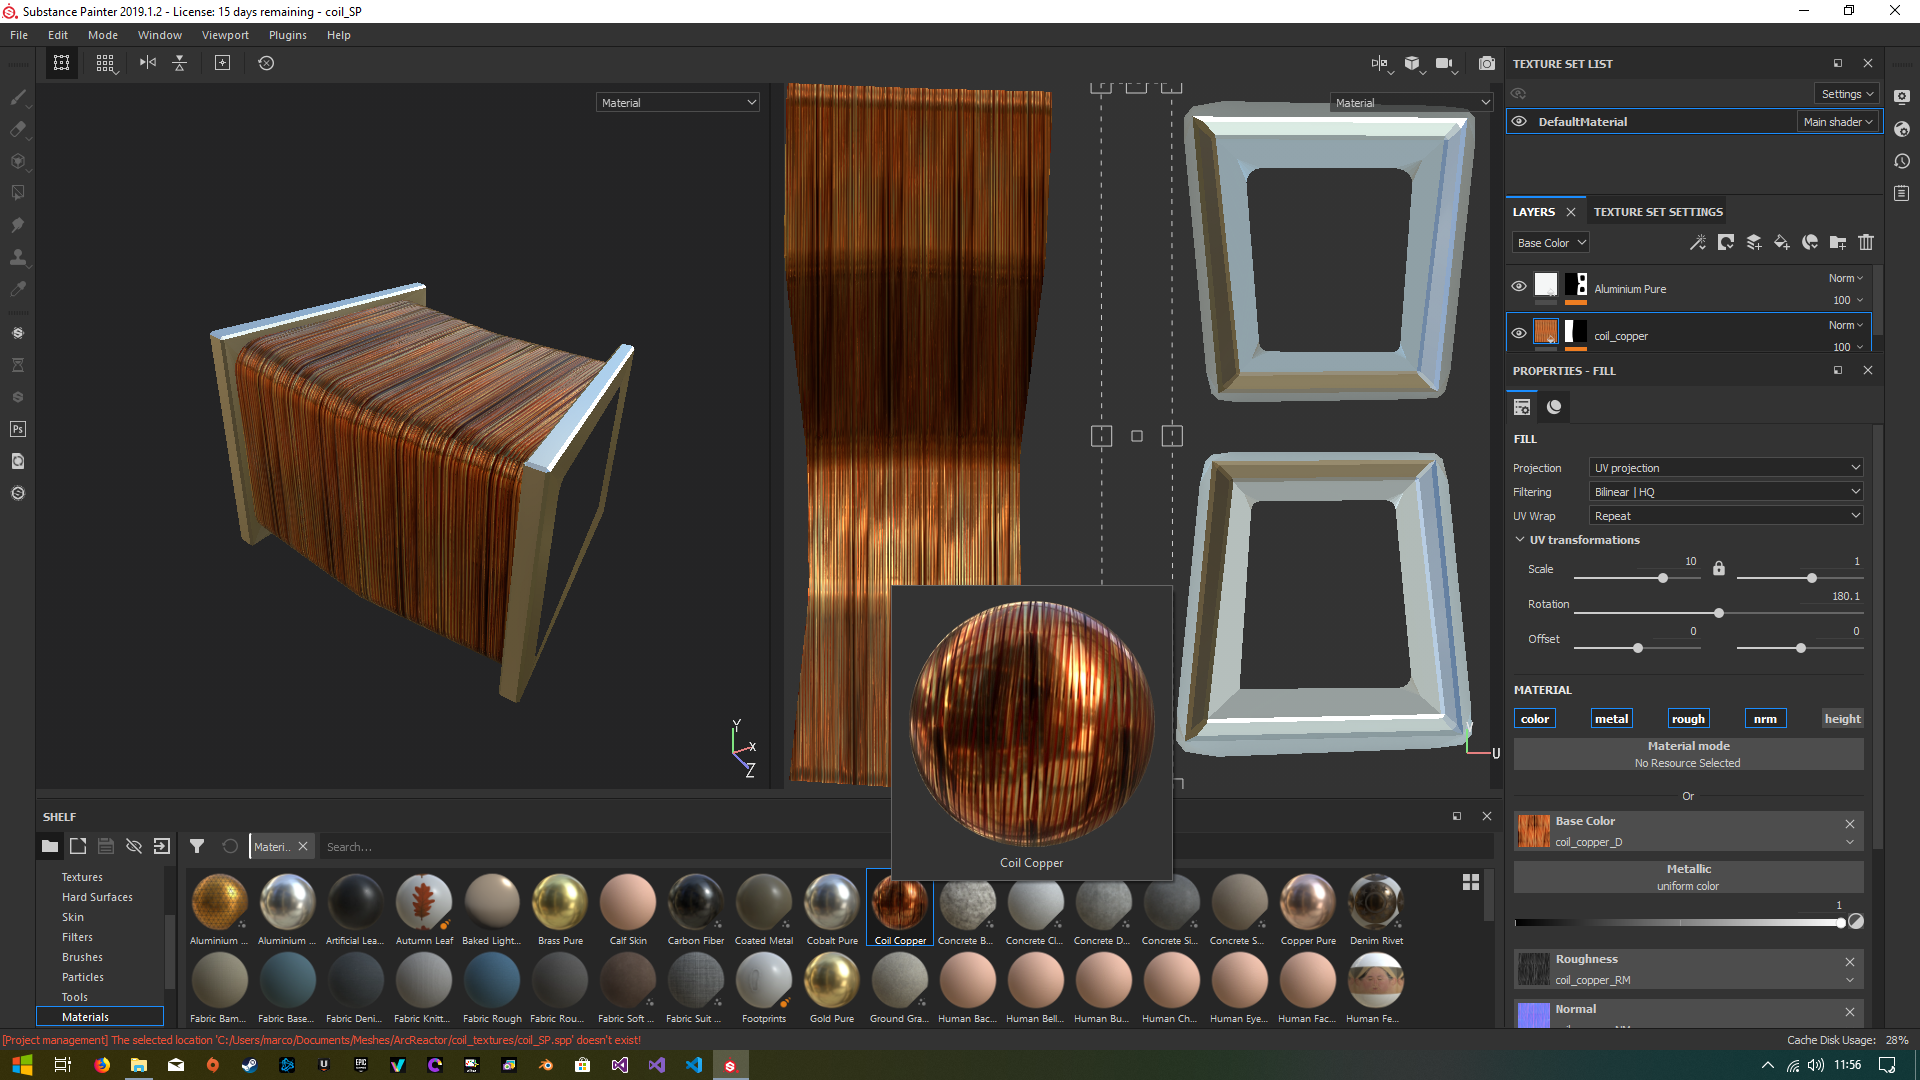 Substance Painter 2019.1.2 - License: 15 days remaining - coil_SP
File Edit Mode Window Viewport Plugins Help
Material
Material
TEXTURE SET LIST
Settings
DefaultMaterial
Main shader
LAYERS
TEXTURE SET SETTINGS
Base Color
Aluminium Pure
Norm
100
coil_copper
Norm
100
PROPERTIES - FILL
FILL
Projection UV projection
Filtering Bilinear | HQ
UV Wrap Repeat
UV transformations
Scale 10 1
Rotation 180.1
Offset 0 0
MATERIAL
color metal rough nrm height
Material mode
No Resource Selected
Or
Base Color
coil_copper_D
Metallic
uniform color
1
Roughness
coil_copper_RM
Normal
Ps
Y
X
Z
U
Coil Copper
SHELF
Materi.. Search...
Textures
Hard Surfaces
Skin
Filters
Brushes
Particles
Tools
Materials
Aluminium ... Aluminium ... Artificial Lea... Autumn Leaf Baked Light... Brass Pure Calf Skin Carbon Fiber Coated Metal Cobalt Pure Coil Copper Concrete B... Concrete Cl... Concrete D... Concrete Si... Concrete S... Copper Pure Denim Rivet
Fabric Bam... Fabric Base... Fabric Deni... Fabric Knitt... Fabric Rough Fabric Rou... Fabric Soft ... Fabric Suit ... Footprints Gold Pure Ground Gra... Human Bac... Human Bell... Human Bu... Human Ch... Human Eye... Human Fac... Human Fe...
[Project management] The selected location 'C:/Users/marco/Documents/Meshes/ArcReactor/coil_textures/coil_SP.spp' doesn't exist!
Cache Disk Usage: 28%
11:56